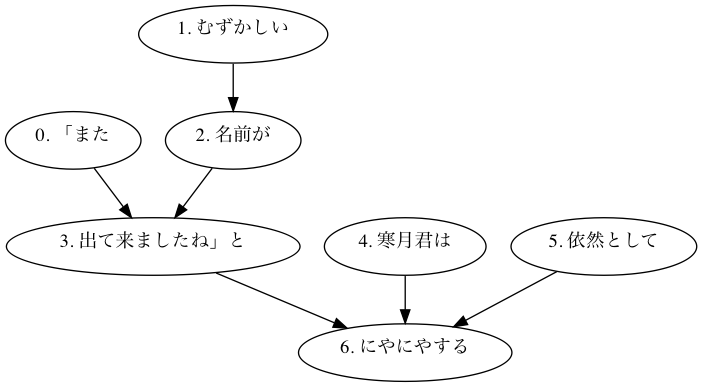 1. むずかしい
0. 「また
2. 名前が
3. 出て来ましたね」と
4. 寒月君は
5. 依然として
6. にやにやする